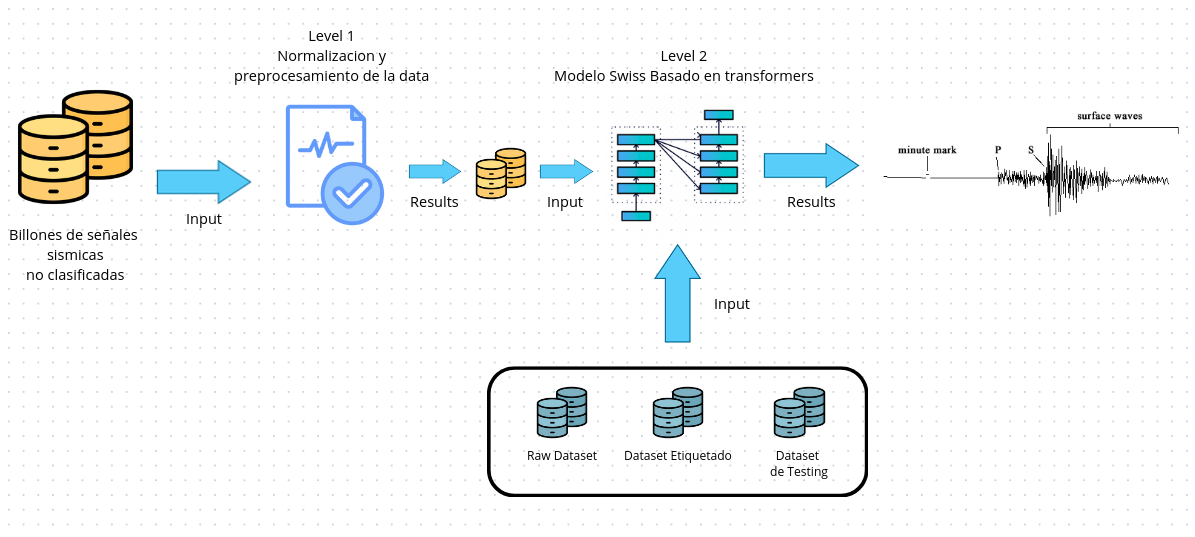 Level 1
Normalizacion y
preprocesamiento de la data
Level 2
Modelo Swiss Basado en transformers
surface waves
minute mark
P
S
Input
Results
Input
Results
Billones de señales
sismicas
no clasificadas
Input
Raw Dataset
Dataset Etiquetado
Dataset
de Testing